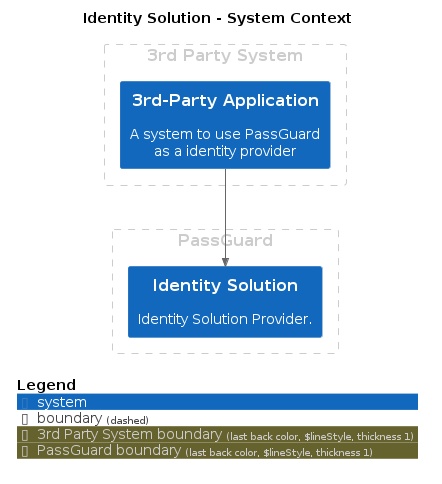 Identity Solution - System Context
3rd Party System
3rd-Party Application
A system to use PassGuard
as a identity provider
PassGuard
Identity Solution
Identity Solution Provider.
Legend
▯ system
▯ boundary (dashed)
▯ 3rd Party System boundary (last back color, $lineStyle, thickness 1)
▯ PassGuard boundary (last back color, $lineStyle, thickness 1)